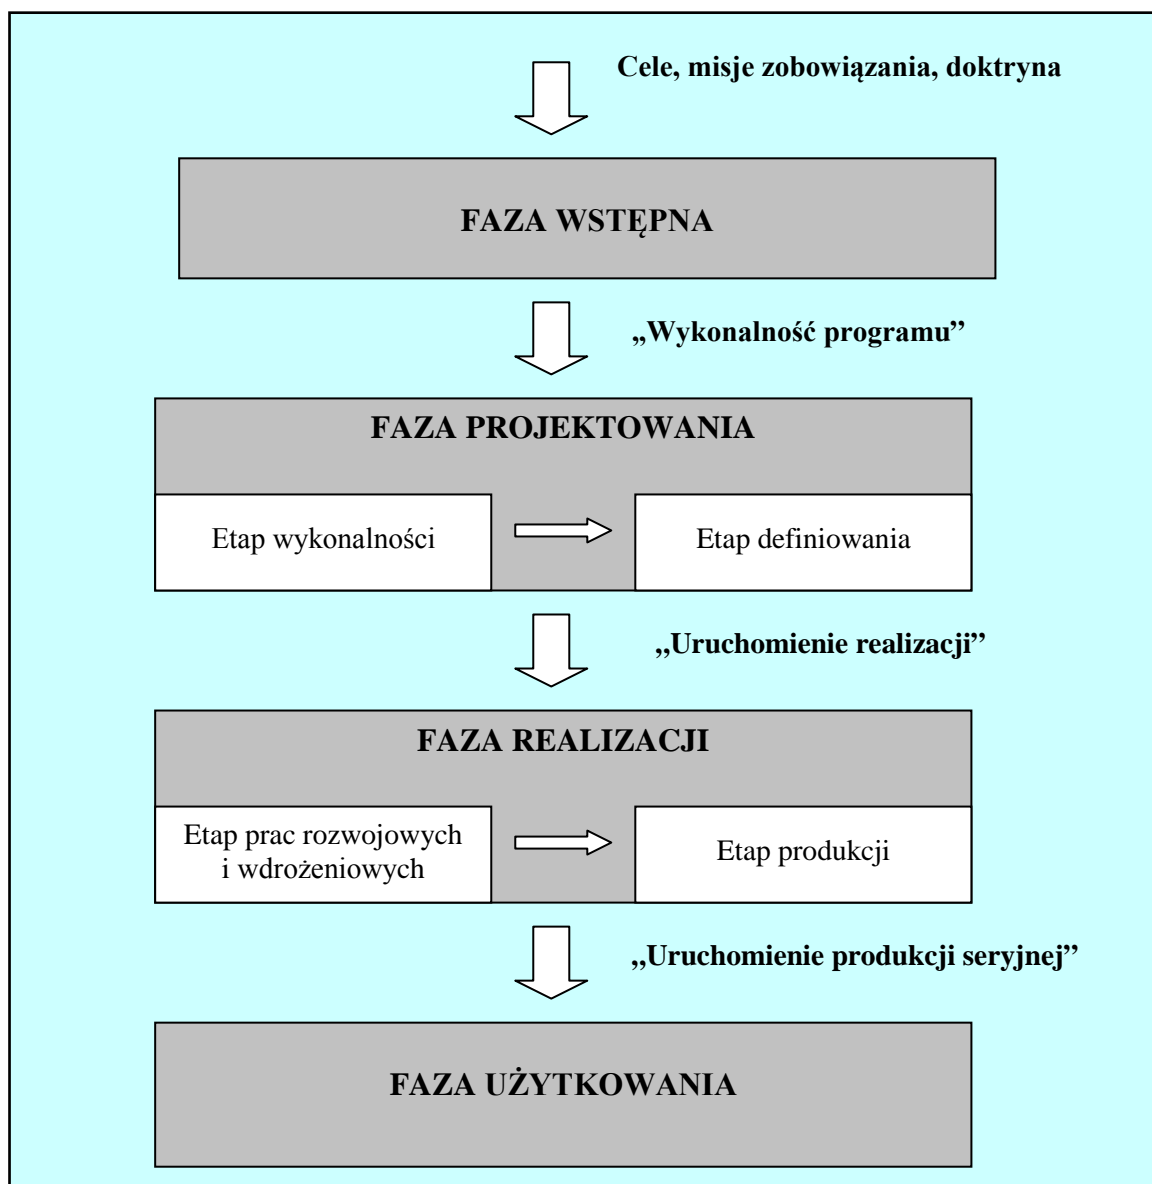 Cele, misje zobowiązania, doktryna
FAZA WSTĘPNA
„Wykonalność programu”
FAZA PROJEKTOWANIA
Etap wykonalności
Etap definiowania
„Uruchomienie realizacji”
FAZA REALIZACJI
Etap prac rozwojowych
i wdrożeniowych
Etap produkcji
„Uruchomienie produkcji seryjnej”
FAZA UŻYTKOWANIA